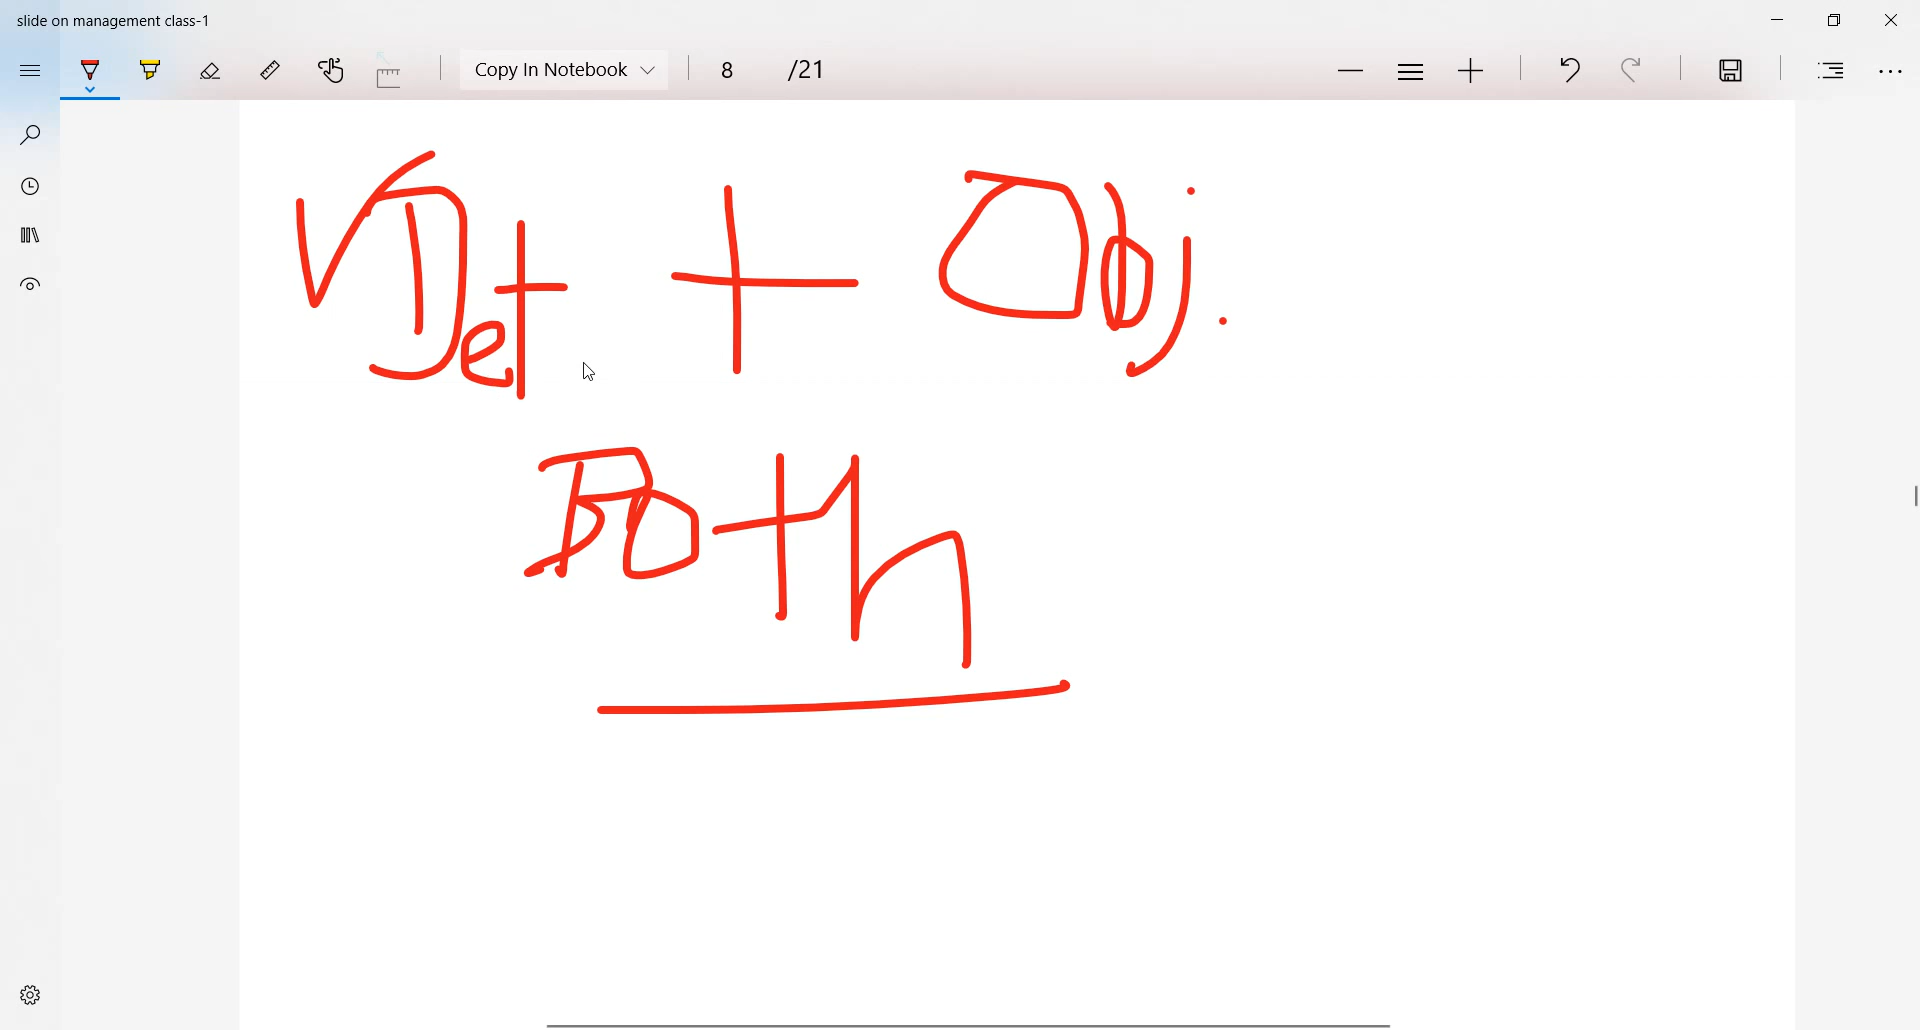 slide on management class-1
Copy In Notebook 8 /21
Det + Obj.
Both